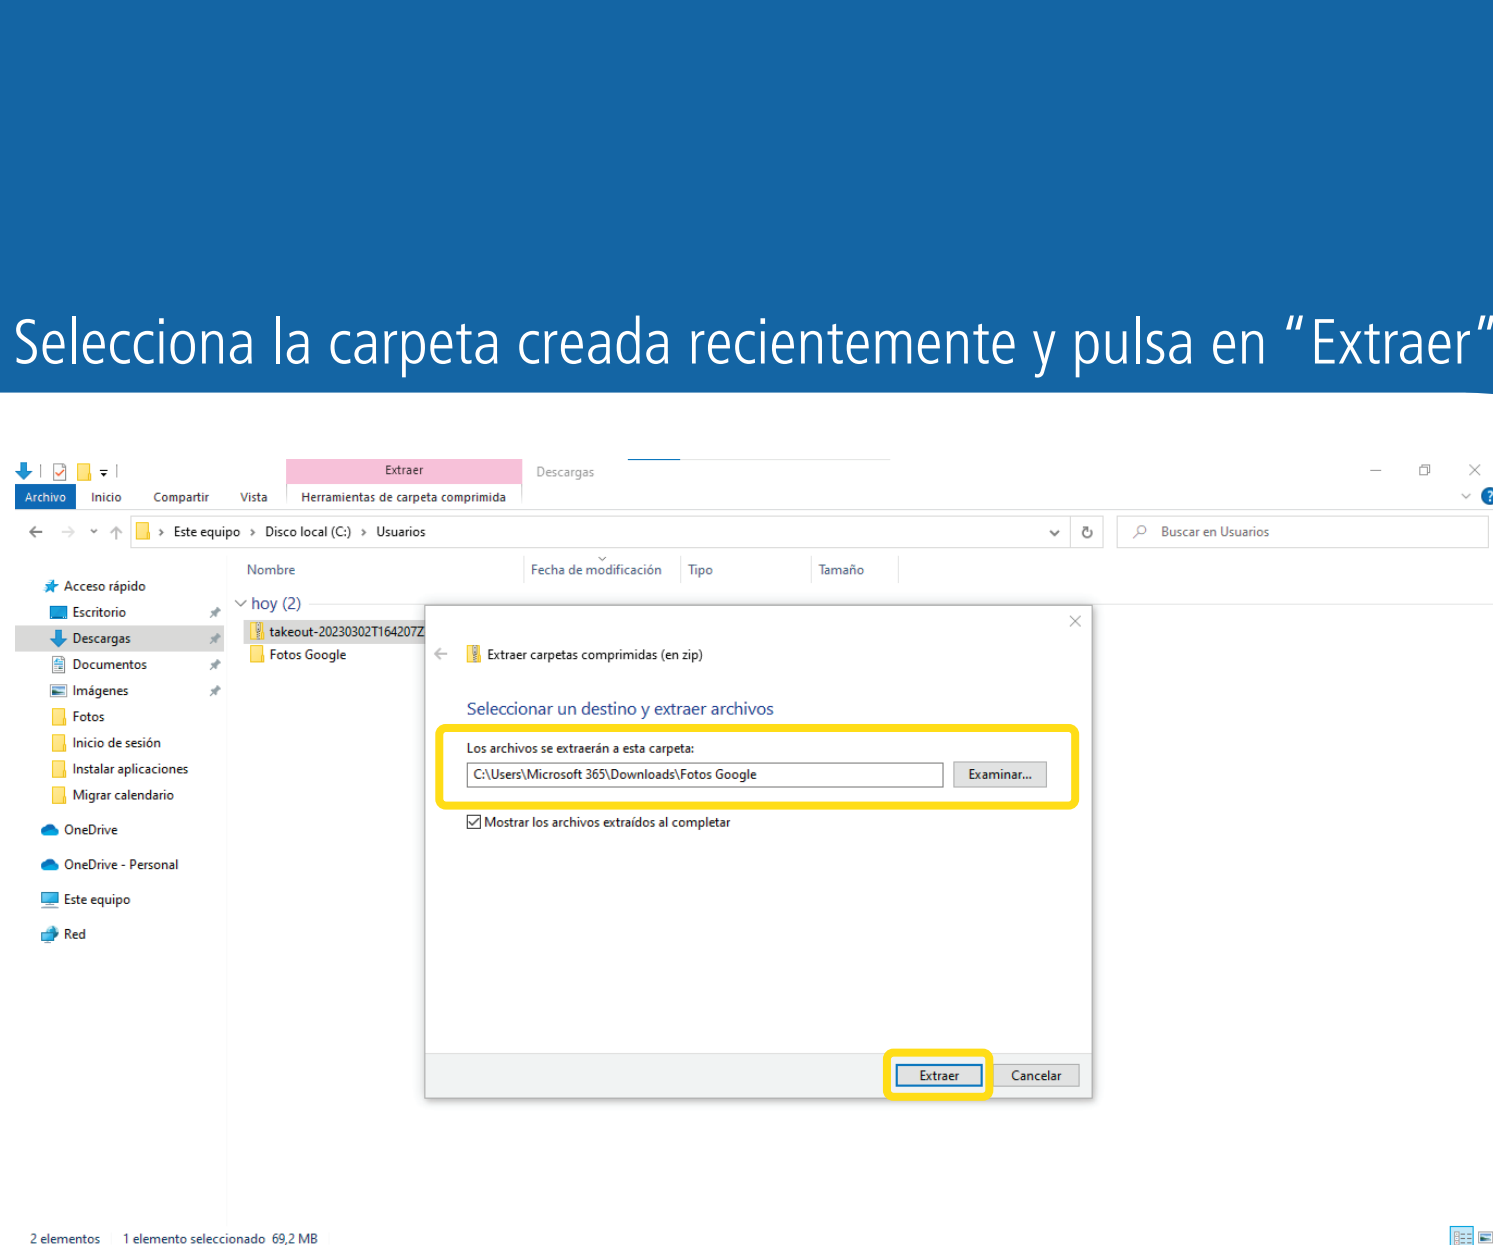 Selecciona la carpeta creada recientemente y pulsa en “Extraer”
Extraer
Descargas
Archivo Inicio Compartir Vista Herramientas de carpeta comprimida
Este equipo > Disco local (C:) > Usuarios
Buscar en Usuarios
Nombre Fecha de modificación Tipo Tamaño
Acceso rápido
Escritorio
Descargas
Documentos
Imágenes
Fotos
Inicio de sesión
Instalar aplicaciones
Migrar calendario
OneDrive
OneDrive - Personal
Este equipo
Red
hoy (2)
takeout-20230302T164207Z
Fotos Google
Extraer carpetas comprimidas (en zip)
Seleccionar un destino y extraer archivos
Los archivos se extraerán a esta carpeta:
C:\Users\Microsoft 365\Downloads\Fotos Google
Examinar...
Mostrar los archivos extraídos al completar
Extraer Cancelar
2 elementos 1 elemento seleccionado 69,2 MB